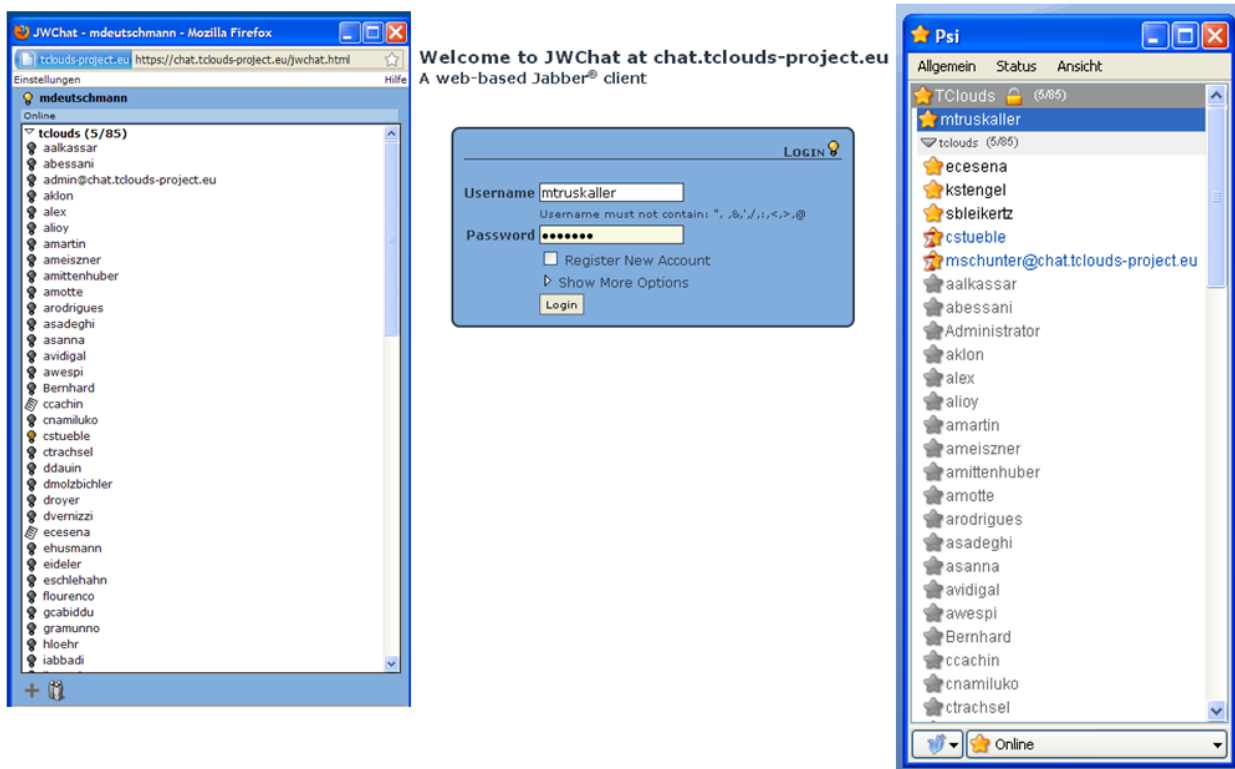 JWChat - mdeutschmann - Mozilla Firefox
tclouds-project.eu https://chat.tclouds-project.eu/jwchat.html
Einstellungen Hilfe
mdeutschmann
Online
tclouds (5/85)
aalkassar
abessani
admin@chat.tclouds-project.eu
aklon
alex
alioy
amartin
ameiszner
amittenhuber
amotte
arodrigues
asadeghi
asanna
avidigal
awespi
Bernhard
ccachin
cnamiluko
cstueble
ctrachsel
ddauin
dmolzbichler
droyer
dvernizzi
ecesena
ehusmann
eideler
eschlehahn
flourenco
gcabiddu
gramunno
hloehr
iabbadi
Welcome to JWChat at chat.tclouds-project.eu
A web-based Jabber® client
LOGIN
Username mtruskaller
Username must not contain: ", ,&,',/,:,<,>,@
Password •••••••
Register New Account
Show More Options
Login
Psi
Allgemein Status Ansicht
TClouds (5/85)
mtruskaller
tclouds (5/85)
ecesena
kstengel
sbleikertz
cstueble
mschunter@chat.tclouds-project.eu
aalkassar
abessani
Administrator
aklon
alex
alioy
amartin
ameiszner
amittenhuber
amotte
arodrigues
asadeghi
asanna
avidigal
awespi
Bernhard
ccachin
cnamiluko
ctrachsel
Online